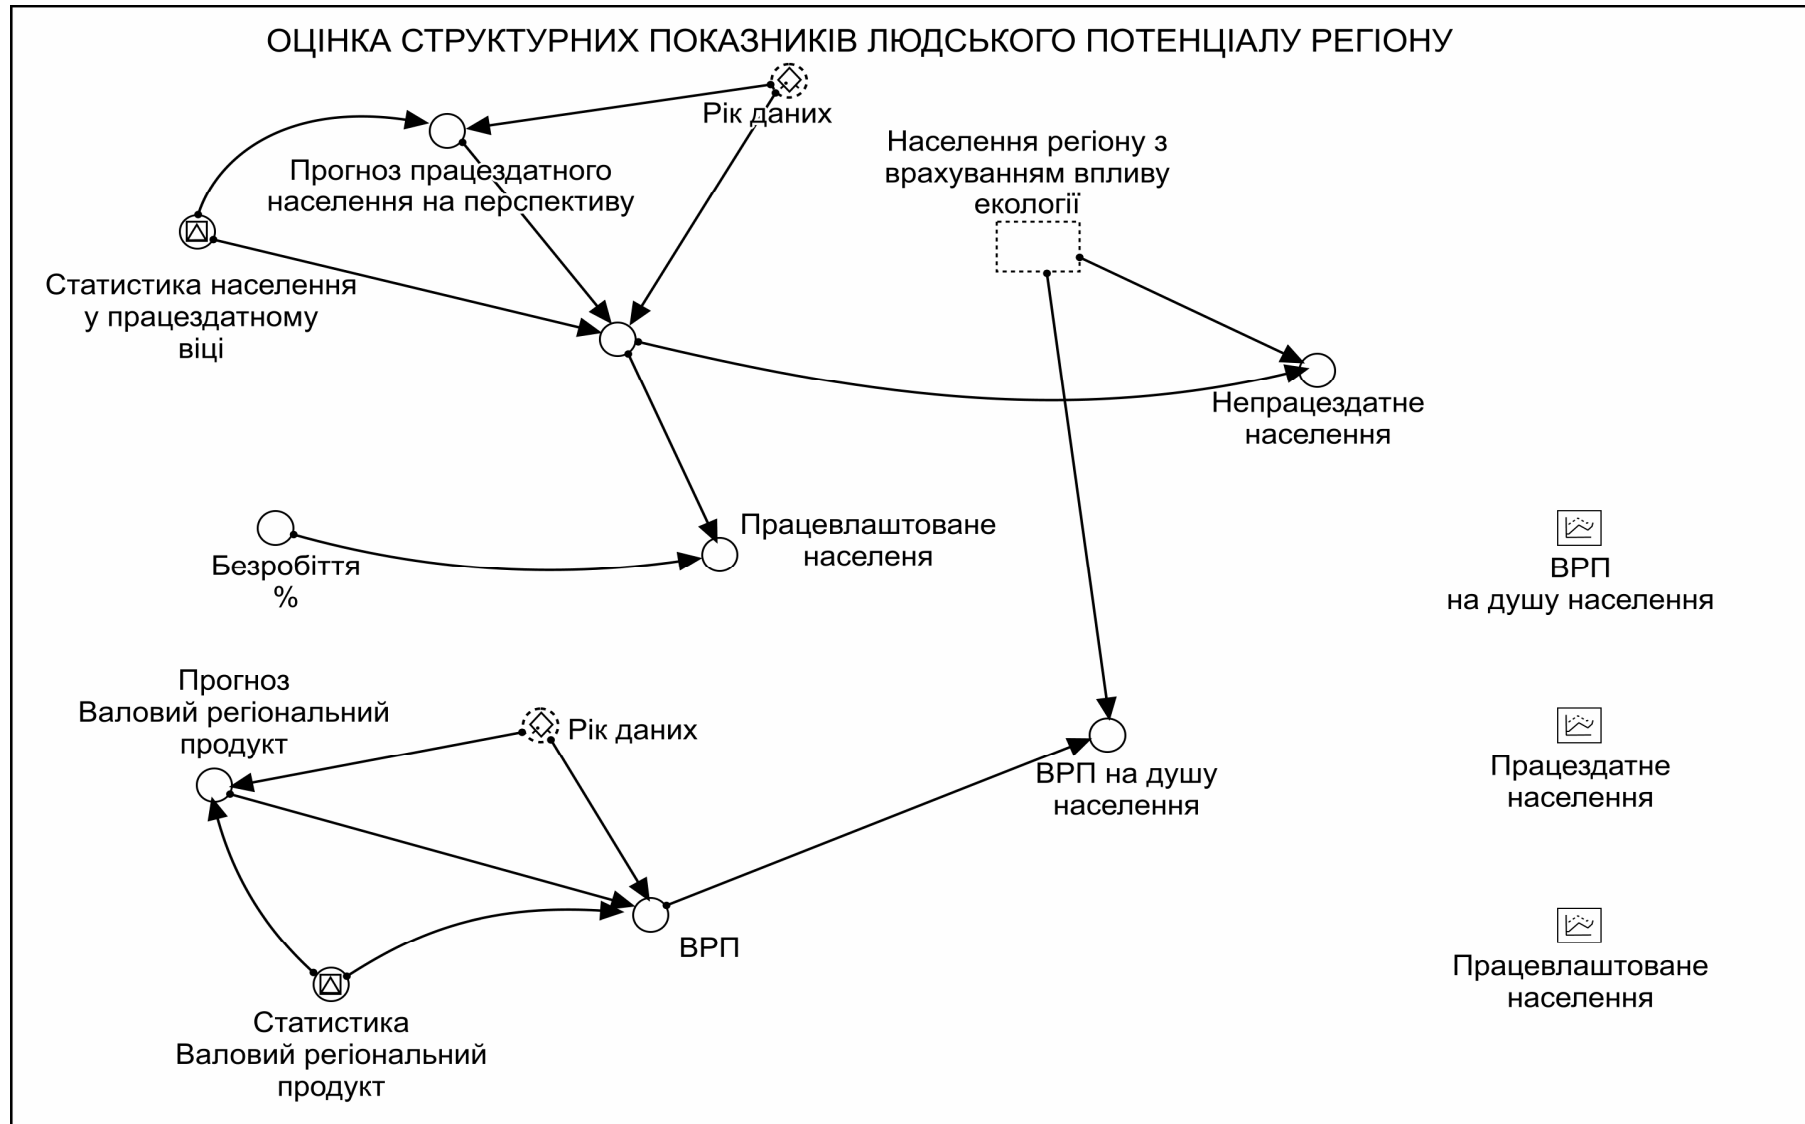 ОЦІНКА СТРУКТУРНИХ ПОКАЗНИКІВ ЛЮДСЬКОГО ПОТЕНЦІАЛУ РЕГІОНУ
Рік даних
Прогноз працездатного
населення на перспективу
Населення регіону з
врахуванням впливу
екології
Статистика населення
у працездатному
віці
Непрацездатне
населення
Працевлаштоване
населеня
Безробіття
%
ВРП
на душу населення
Прогноз
Валовий регіональний
продукт
Рік даних
ВРП на душу
населення
Працездатне
населення
ВРП
Працевлаштоване
населення
Статистика
Валовий регіональний
продукт